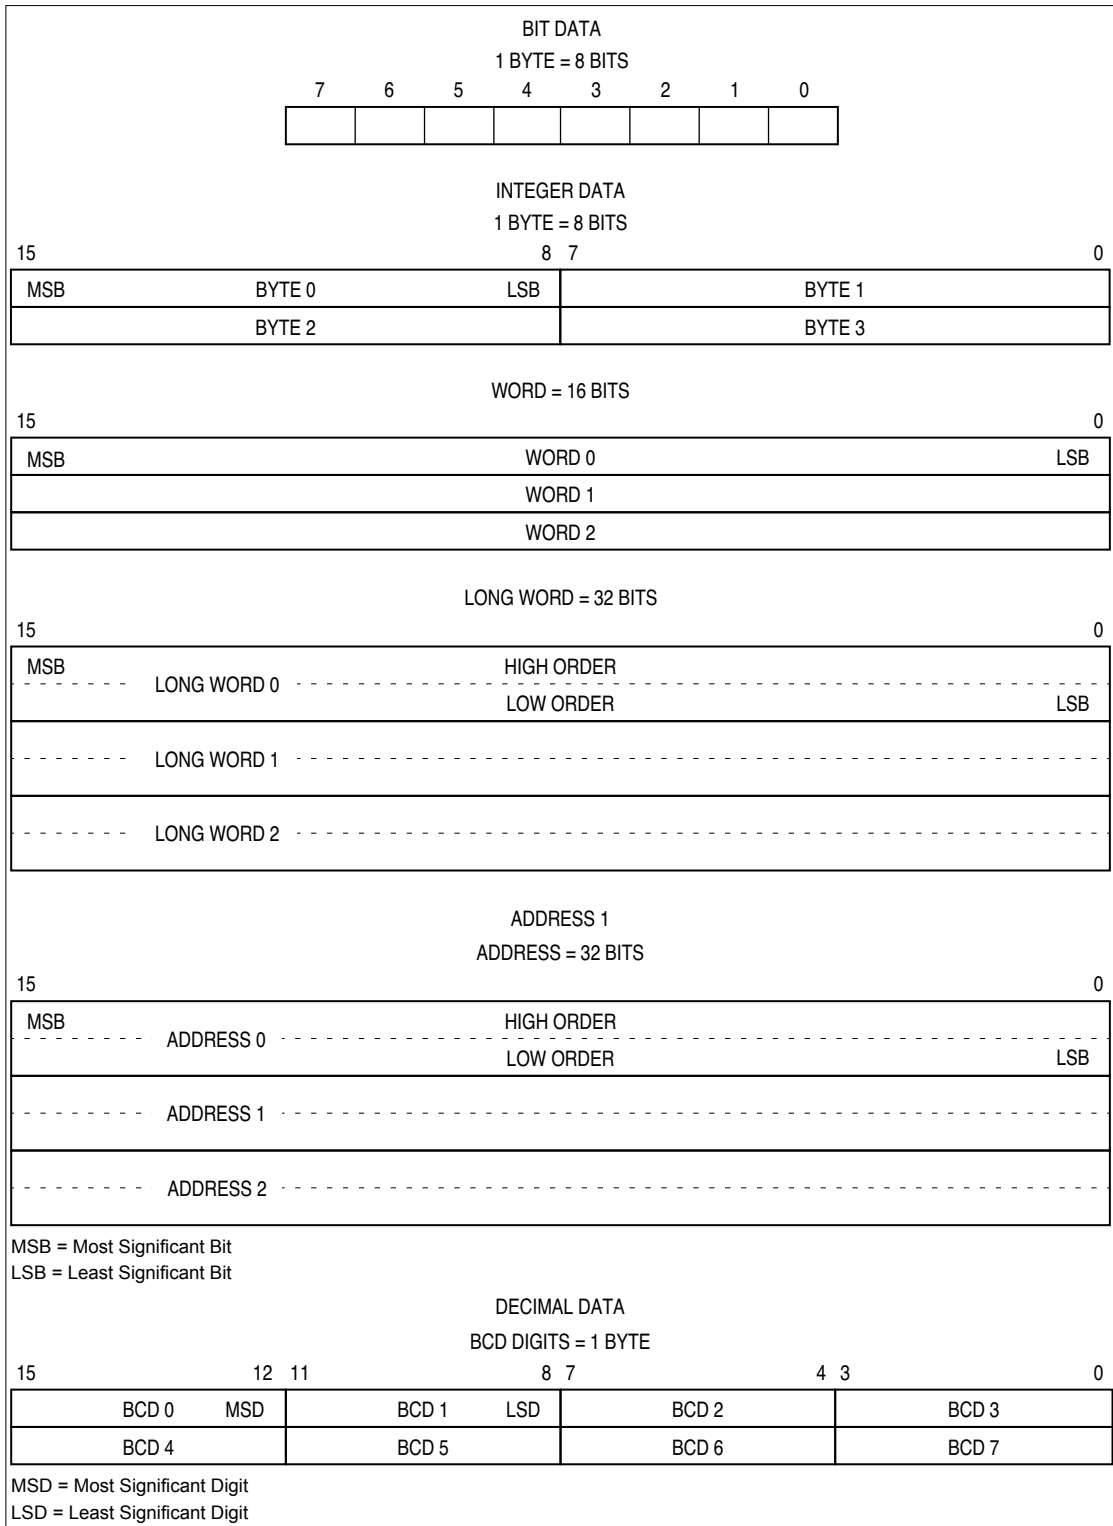 BIT DATA
1 BYTE = 8 BITS
7 6 5 4 3 2 1 0
INTEGER DATA
1 BYTE = 8 BITS
15 8 7 0
MSB BYTE 0 LSB BYTE 1
BYTE 2 BYTE 3
WORD = 16 BITS
15 0
MSB WORD 0 LSB
WORD 1
WORD 2
LONG WORD = 32 BITS
15 0
MSB HIGH ORDER
LONG WORD 0
LOW ORDER LSB
LONG WORD 1
LONG WORD 2
ADDRESS 1
ADDRESS = 32 BITS
15 0
MSB HIGH ORDER
ADDRESS 0
LOW ORDER LSB
ADDRESS 1
ADDRESS 2
MSB = Most Significant Bit
LSB = Least Significant Bit
DECIMAL DATA
BCD DIGITS = 1 BYTE
15 12 11 8 7 4 3 0
BCD 0 MSD BCD 1 LSD BCD 2 BCD 3
BCD 4 BCD 5 BCD 6 BCD 7
MSD = Most Significant Digit
LSD = Least Significant Digit